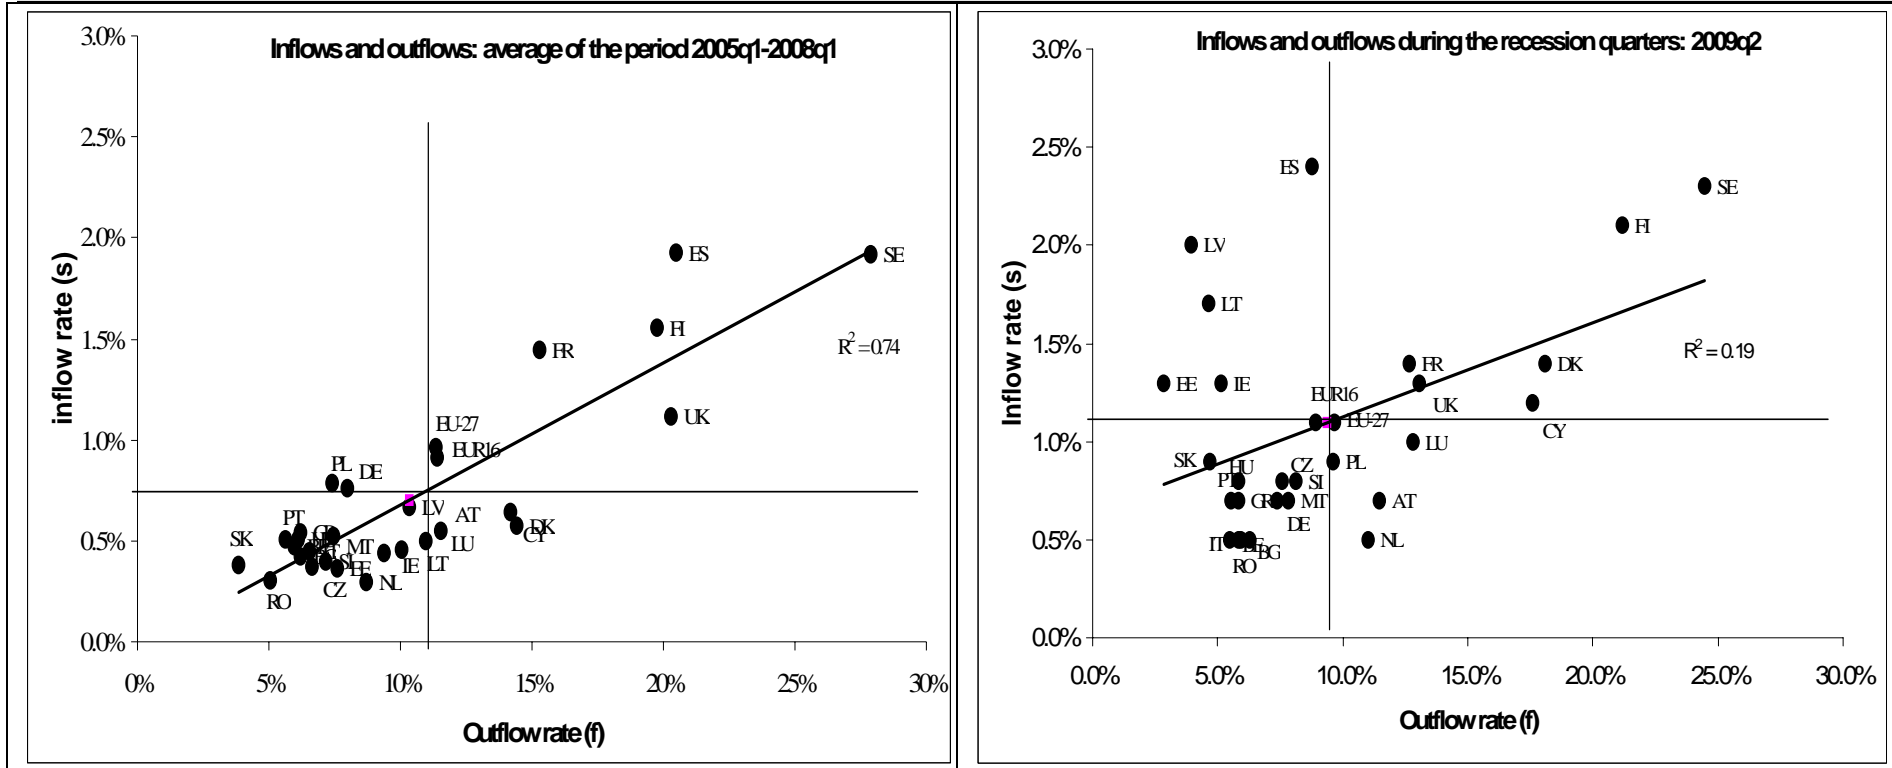 Inflows and outflows: average of the period 2005q1-2008q1
3.0%
2.5%
2.0%
1.5%
1.0%
0.5%
0.0%
inflow rate (s)
ES
SE
FI
FR
R² = 0.74
UK
EU-27
EUR16
PL
DE
LV
AT
DK
CY
PT
SK
MT
LU
SI
EE
IE
LT
CZ
NL
RO
0%
5%
10%
15%
20%
25%
30%
Outflow rate (f)
Inflows and outflows during the recession quarters: 2009q2
3.0%
2.5%
2.0%
1.5%
1.0%
0.5%
0.0%
Inflow rate (s)
ES
SE
FI
LV
LT
R² = 0.19
FR
DK
EE
IE
EUR16
UK
EU-27
CY
LU
SK
HU
CZ
PL
PT
SI
GR
MT
AT
DE
IT
BE
BG
NL
RO
0.0%
5.0%
10.0%
15.0%
20.0%
25.0%
30.0%
Outflow rate (f)